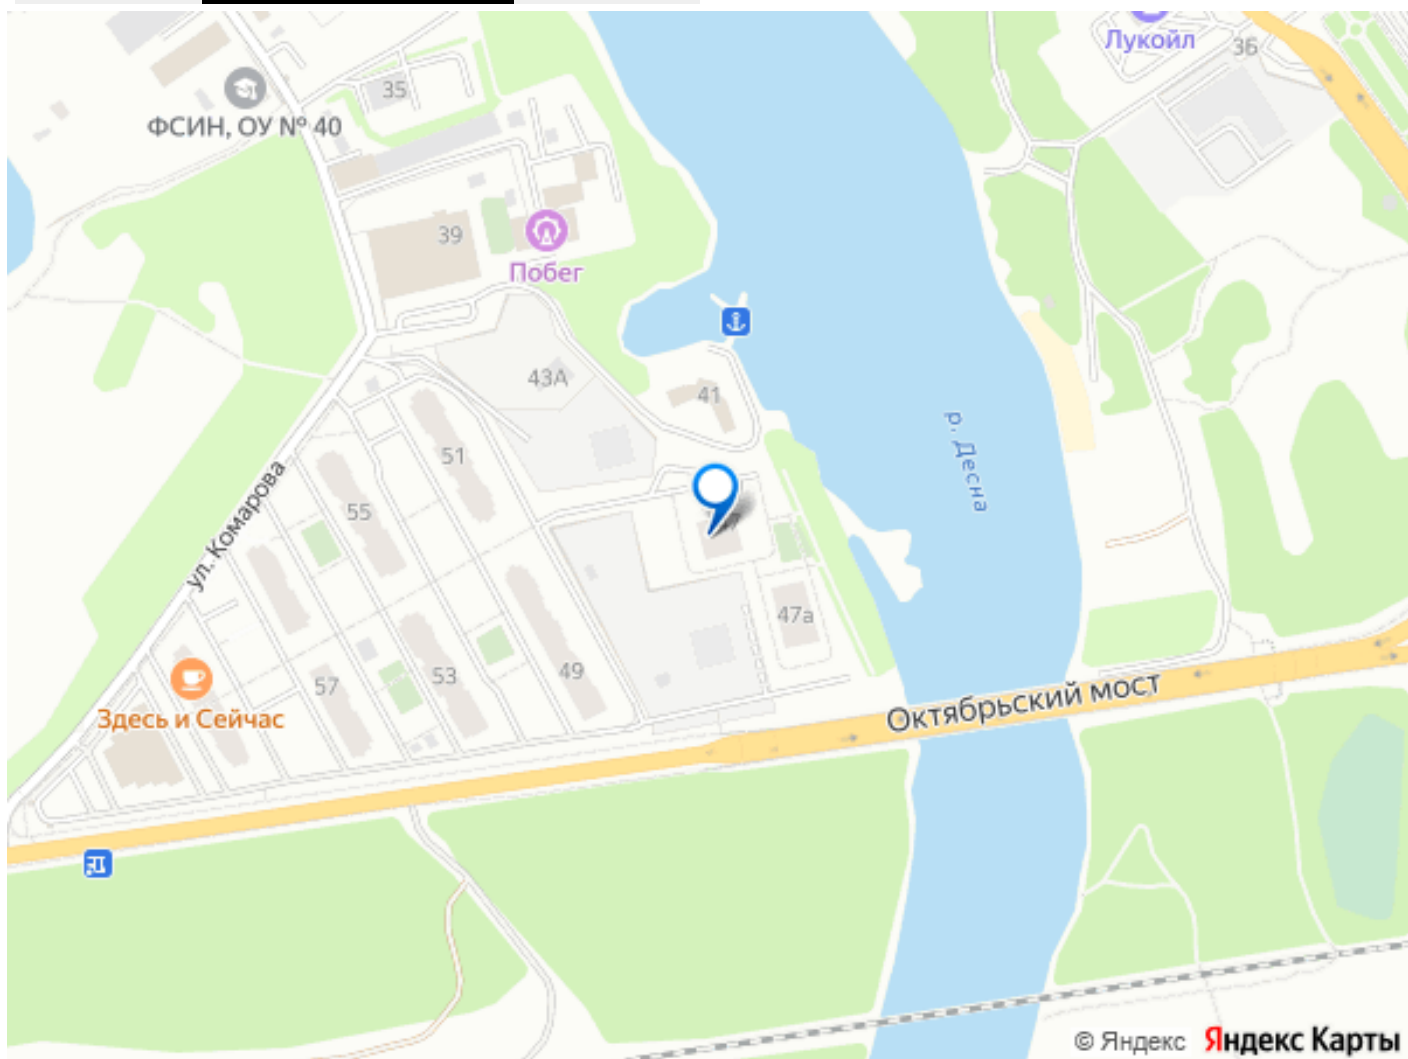 Лукойл
36
35
ФСИН, ОУ № 40
39
Побег
43А
41
51
55
р. Десна
ул. Комарова
47а
57
53
49
Здесь и Сейчас
Октябрьский мост
© Яндекс Яндекс Карты